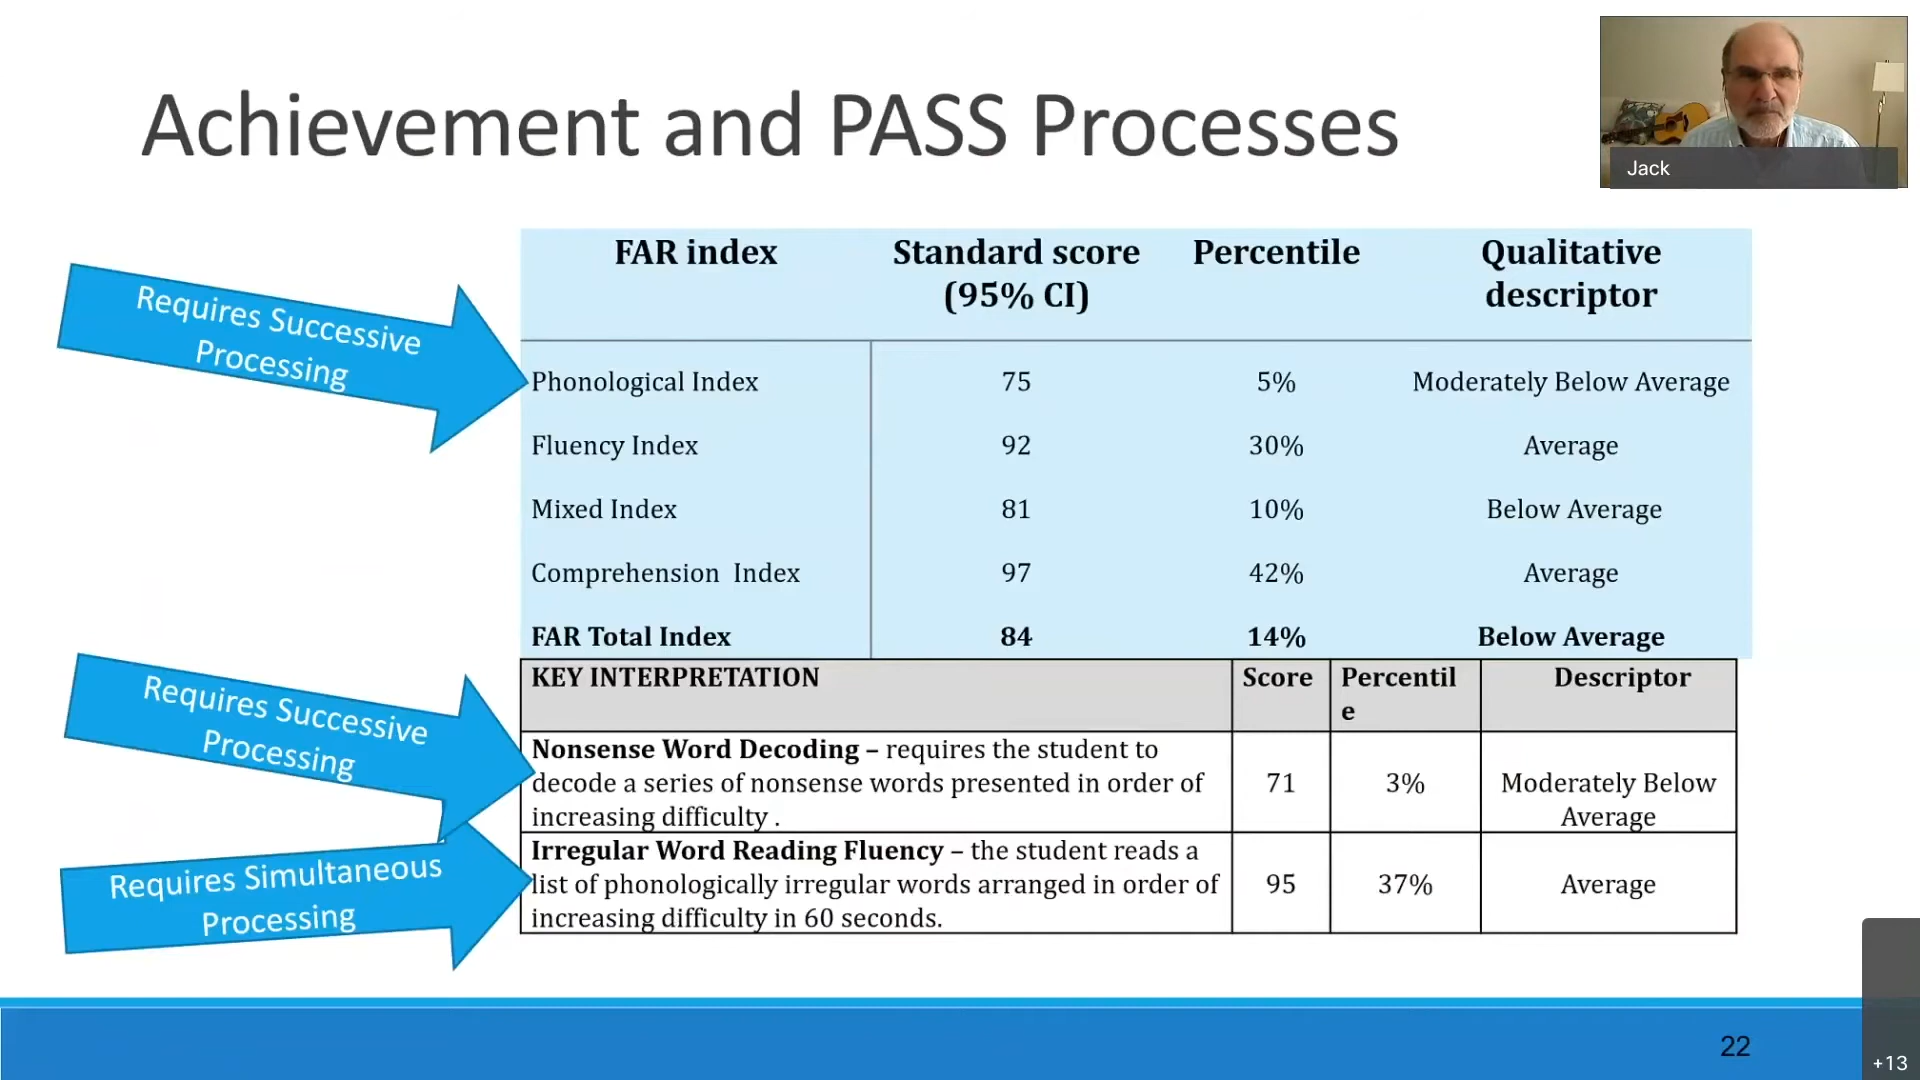 Achievement and PASS Processes
Jack
Requires Successive
Processing
FAR index
Standard score
(95% CI)
Percentile
Qualitative
descriptor
Phonological Index 75 5% Moderately Below Average
Fluency Index 92 30% Average
Mixed Index 81 10% Below Average
Comprehension Index 97 42% Average
FAR Total Index 84 14% Below Average
Requires Successive
Processing
Requires Simultaneous
Processing
KEY INTERPRETATION
Score
Percentil
e
Descriptor
Nonsense Word Decoding – requires the student to
decode a series of nonsense words presented in order of
increasing difficulty .
71
3%
Moderately Below
Average
Irregular Word Reading Fluency – the student reads a
list of phonologically irregular words arranged in order of
increasing difficulty in 60 seconds.
95
37%
Average
22
+13